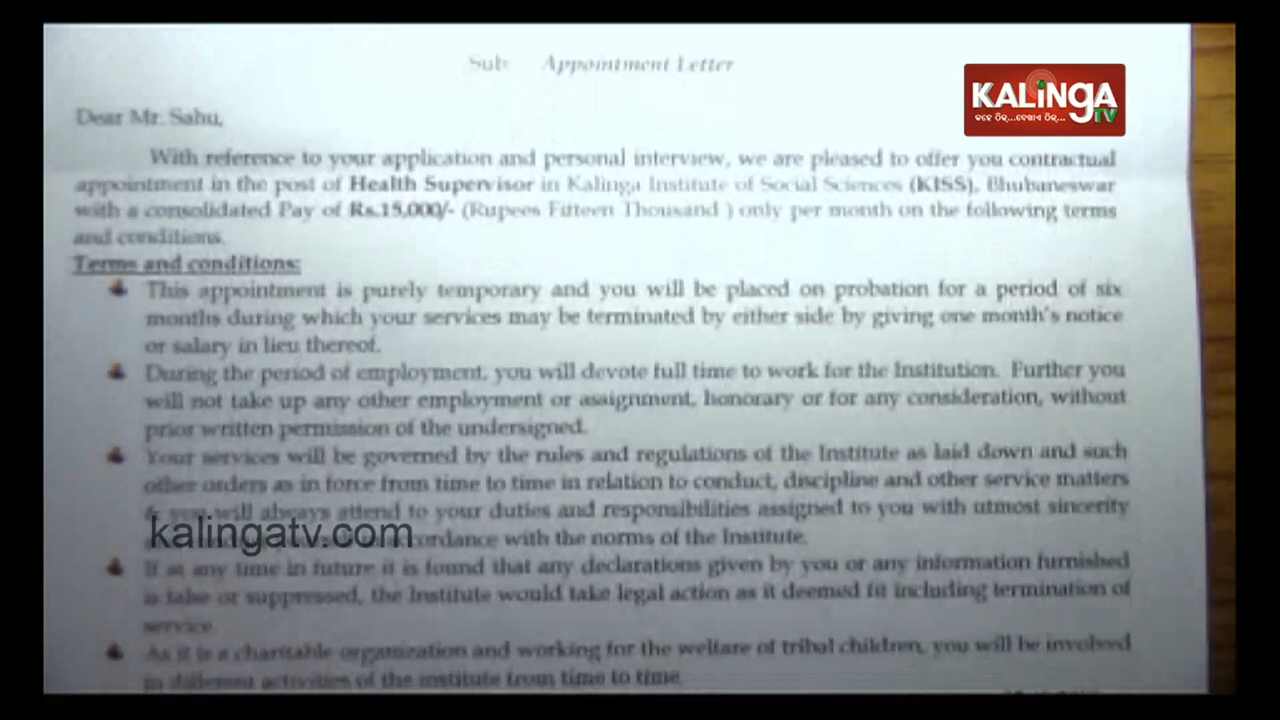 Sub: Appointment Letter
KALINGA TV
କହେ ଠିକ୍...ଦେଖାଏ ଠିକ୍...
Dear Mr. Sahu,
With reference to your application and personal interview, we are pleased to offer you contractual
appointment in the post of Health Supervisor in Kalinga Institute of Social Sciences (KISS), Bhubaneswar
with a consolidated Pay of Rs.15,000/- (Rupees Fifteen Thousand ) only per month on the following terms
and conditions.
Terms and conditions:
This appointment is purely temporary and you will be placed on probation for a period of six
months during which your services may be terminated by either side by giving one month's notice
or salary in lieu thereof.
During the period of employment, you will devote full time to work for the Institution. Further you
will not take up any other employment or assignment, honorary or for any consideration, without
prior written permission of the undersigned.
Your services will be governed by the rules and regulations of the Institute as laid down and such
other orders as in force from time to time in relation to conduct, discipline and other service matters
& you will always attend to your duties and responsibilities assigned to you with utmost sincerity
kalingatv.com
accordance with the norms of the Institute.
If at any time in future it is found that any declarations given by you or any information furnished
is false or suppressed, the Institute would take legal action as it deemed fit including termination of
service
As it is a charitable organization and working for the welfare of tribal children, you will be involved
in different activities of the institute from time to time